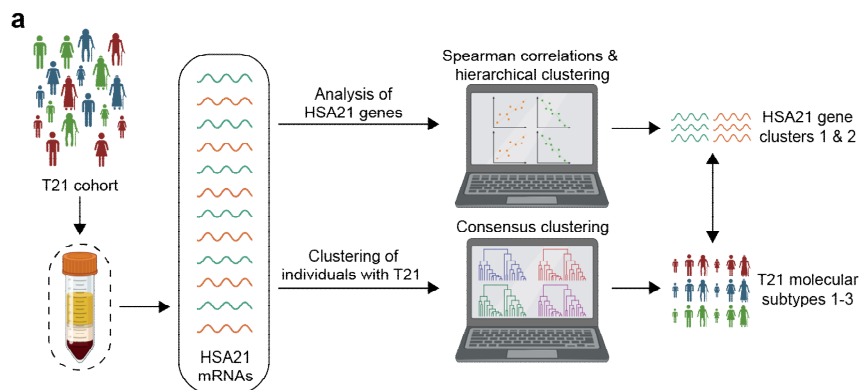 a
T21 cohort
HSA21
mRNAs
Analysis of
HSA21 genes
Clustering of
individuals with T21
Spearman correlations &
hierarchical clustering
Consensus clustering
HSA21 gene
clusters 1 & 2
T21 molecular
subtypes 1-3